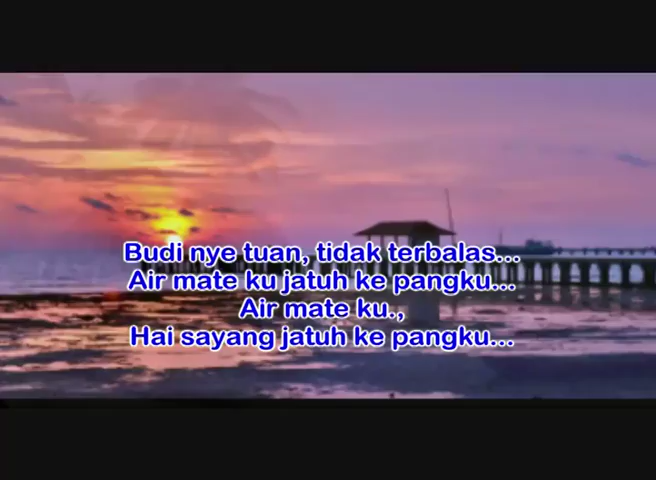 Budi nye tuan, tidak terbalas...
Air mate ku jatuh ke pangku...
Air mate ku.,
Hai sayang jatuh ke pangku...